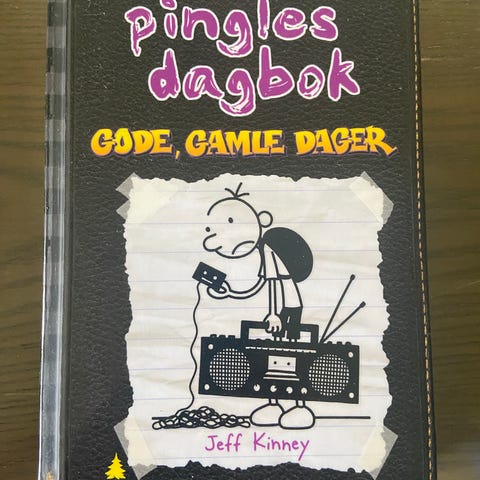 pingles
dagbok
GODE, GAMLE DAGER
Jeff Kinney